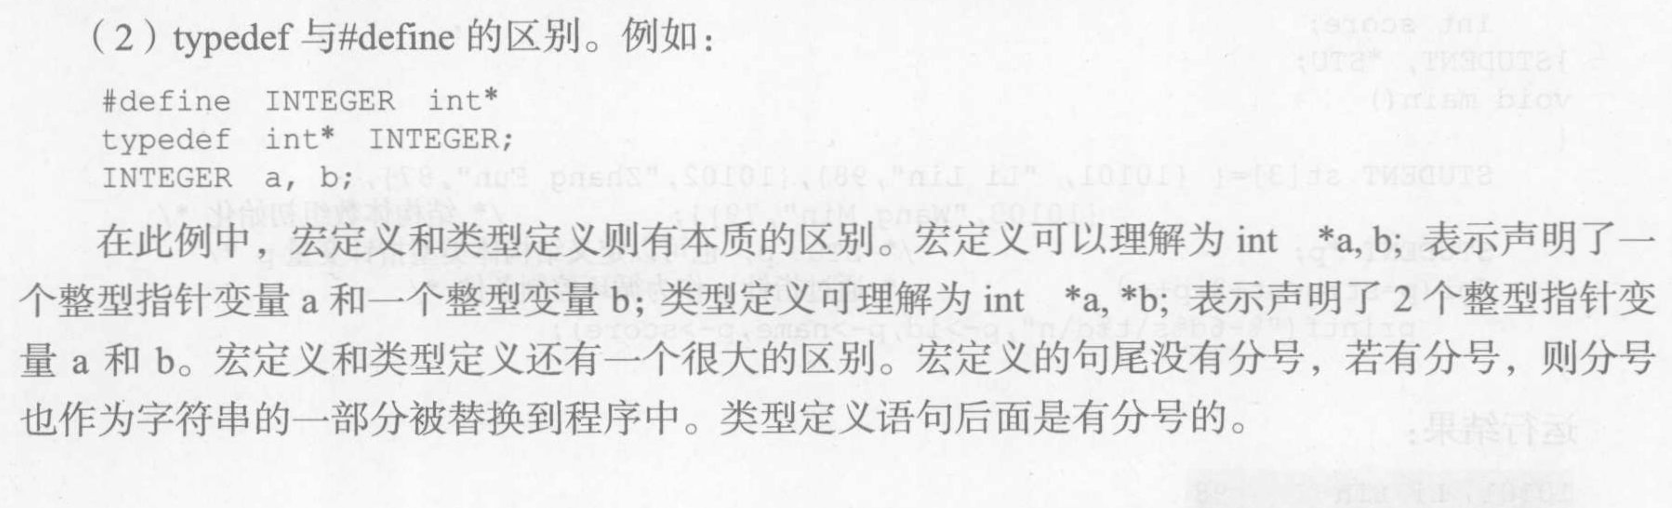 （2）typedef 与#define 的区别。例如：
#define INTEGER int*
typedef int* INTEGER;
INTEGER a, b;
在此例中，宏定义和类型定义则有本质的区别。宏定义可以理解为 int *a,b; 表示声明了一
个整型指针变量 a 和一个整型变量 b; 类型定义可理解为 int *a, *b; 表示声明了 2 个整型指针变
量 a 和 b。宏定义和类型定义还有一个很大的区别。宏定义的句尾没有分号，若有分号，则分号
也作为字符串的一部分被替换到程序中。类型定义语句后面是有分号的。